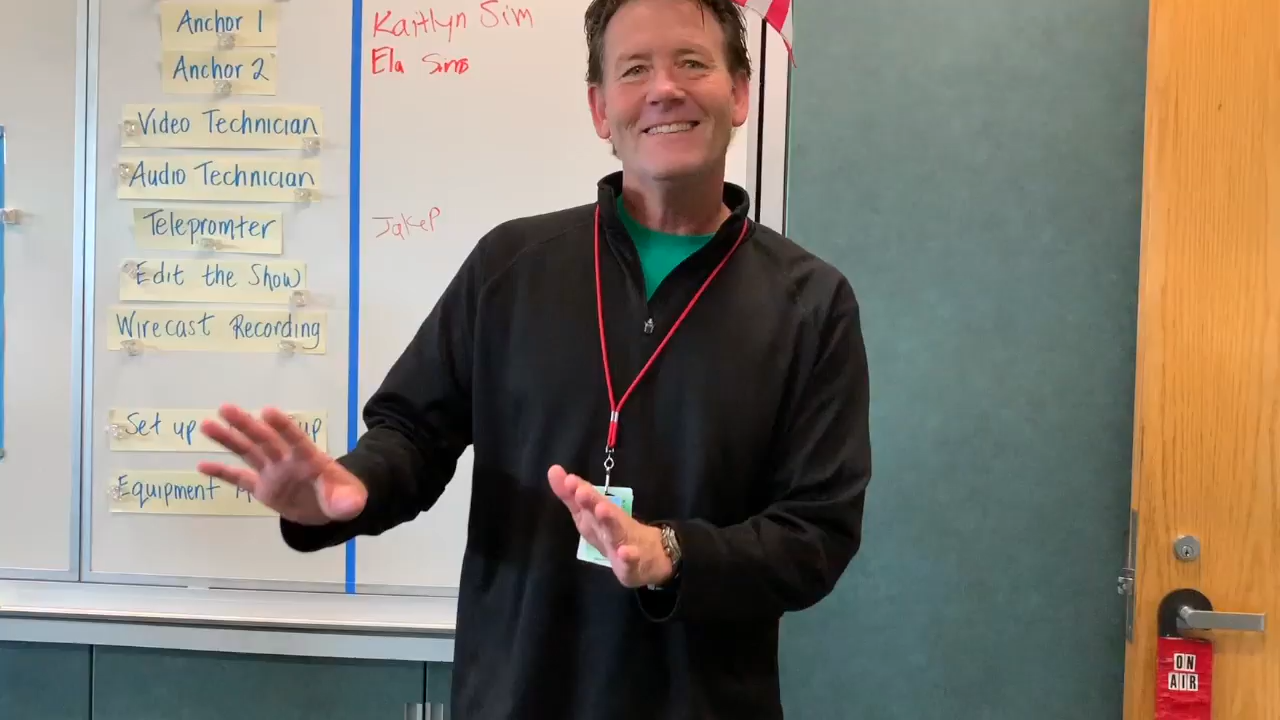 Anchor 1
Kaitlyn Sim
Anchor 2
Ela Sims
Video Technician
Audio Technician
Telepromter
JakeP
Edit the Show
Wirecast Recording
Set up up
Equipment
ON
AIR